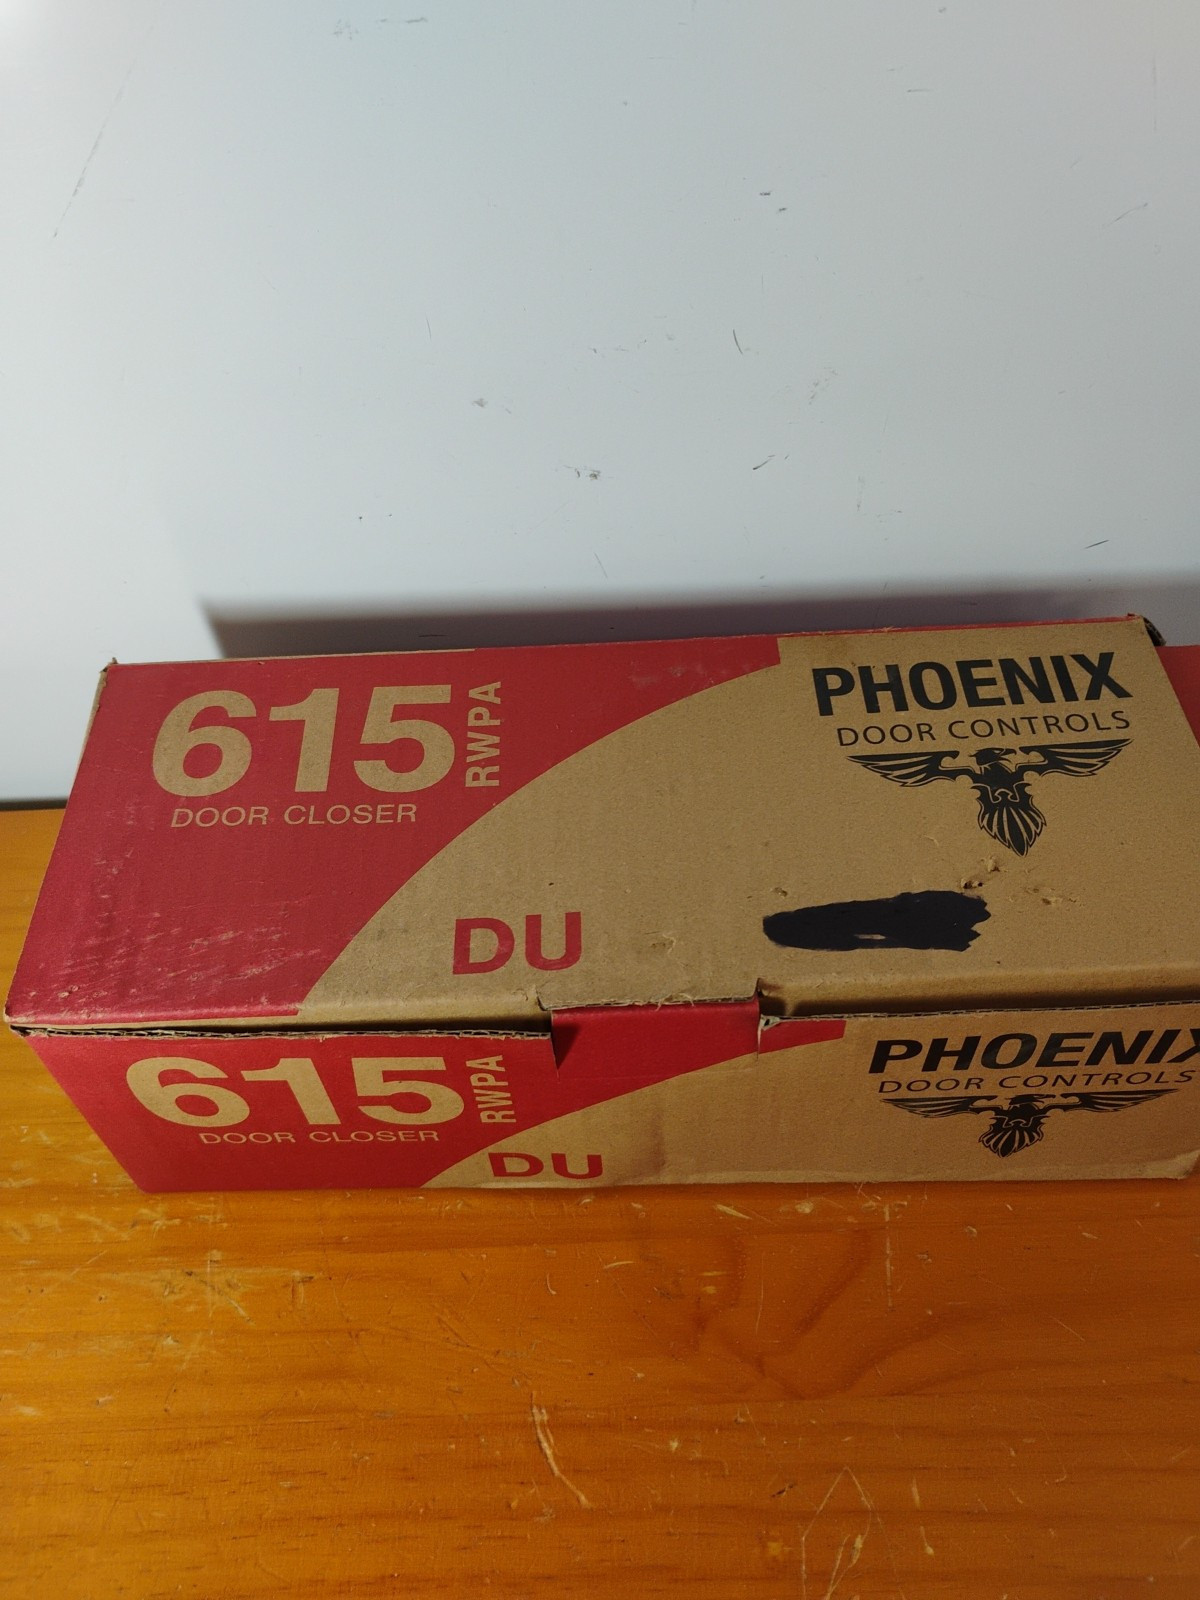 615
RWPA
DOOR CLOSER
DU
PHOENIX
DOOR CONTROLS
615
RWPA
DOOR CLOSER
DU
PHOENIX
DOOR CONTROLS